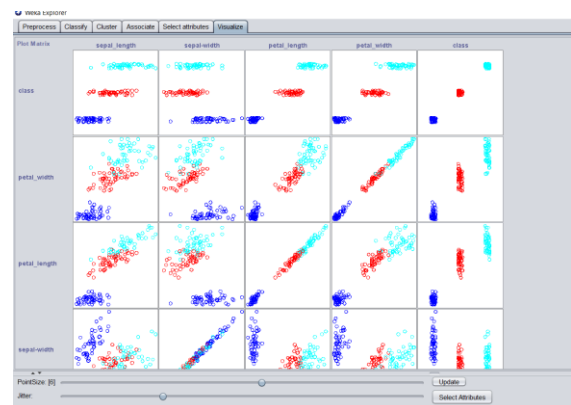 Weka Explorer
Preprocess Classify Cluster Associate Select attributes Visualize
Plot Matrix sepal_length sepal-width petal_length petal_width class
class
petal_width
petal_length
sepal-width
PointSize: [6] Update
Jitter: Select Attributes